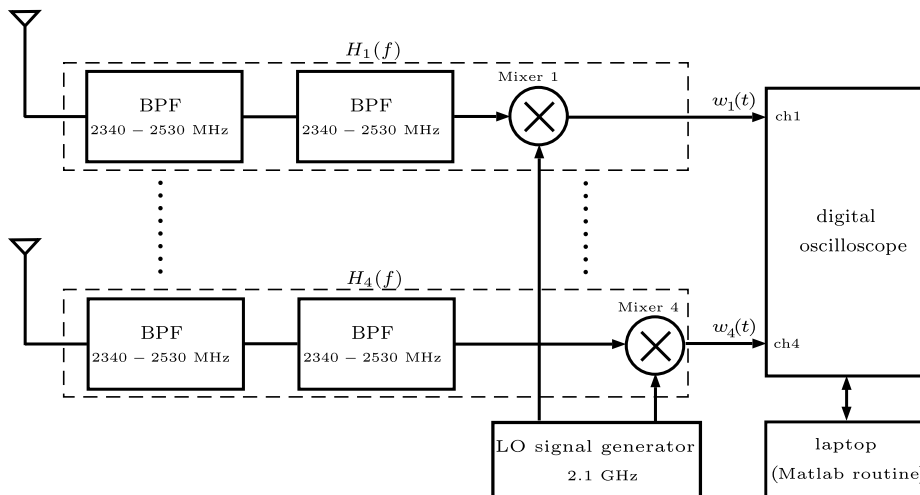 H₁(f)
Mixer 1
BPF
2340 – 2530 MHz
BPF
2340 – 2530 MHz
w₁(t)
ch1
digital
oscilloscope
H₄(f)
Mixer 4
BPF
2340 – 2530 MHz
BPF
2340 – 2530 MHz
w₄(t)
ch4
LO signal generator
2.1 GHz
laptop
(Matlab routine)